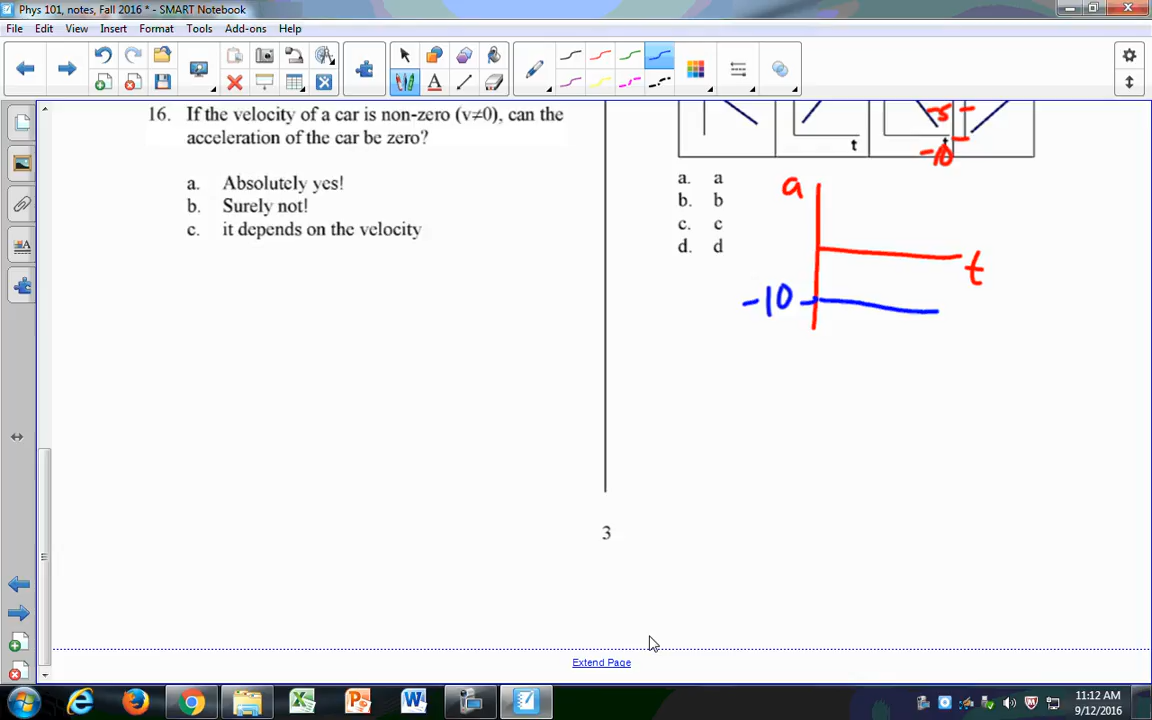 Phys 101, notes, Fall 2016 * - SMART Notebook
File Edit View Insert Format Tools Add-ons Help
16. If the velocity of a car is non-zero (v≠0), can the
acceleration of the car be zero?
a. Absolutely yes!
b. Surely not!
c. it depends on the velocity
t
t
-5
-10
a. a
b. b
c. c
d. d
a
t
-10
3
Extend Page
11:12 AM
9/12/2016